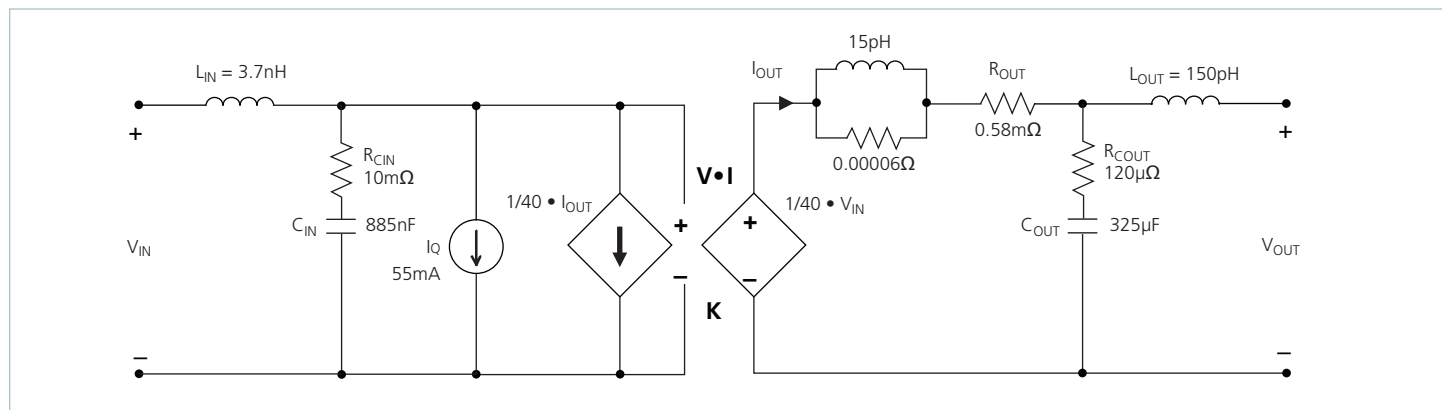 15pH
I_OUT
R_OUT
L_OUT = 150pH
L_IN = 3.7nH
+
+
0.58mΩ
R_CIN
10mΩ
0.00006Ω
R_COUT
120µΩ
V•I
1/40 • I_OUT
1/40 • V_IN
+
+
C_IN
885nF
C_OUT
325µF
V_IN
I_Q
V_OUT
55mA
–
–
K
–
–